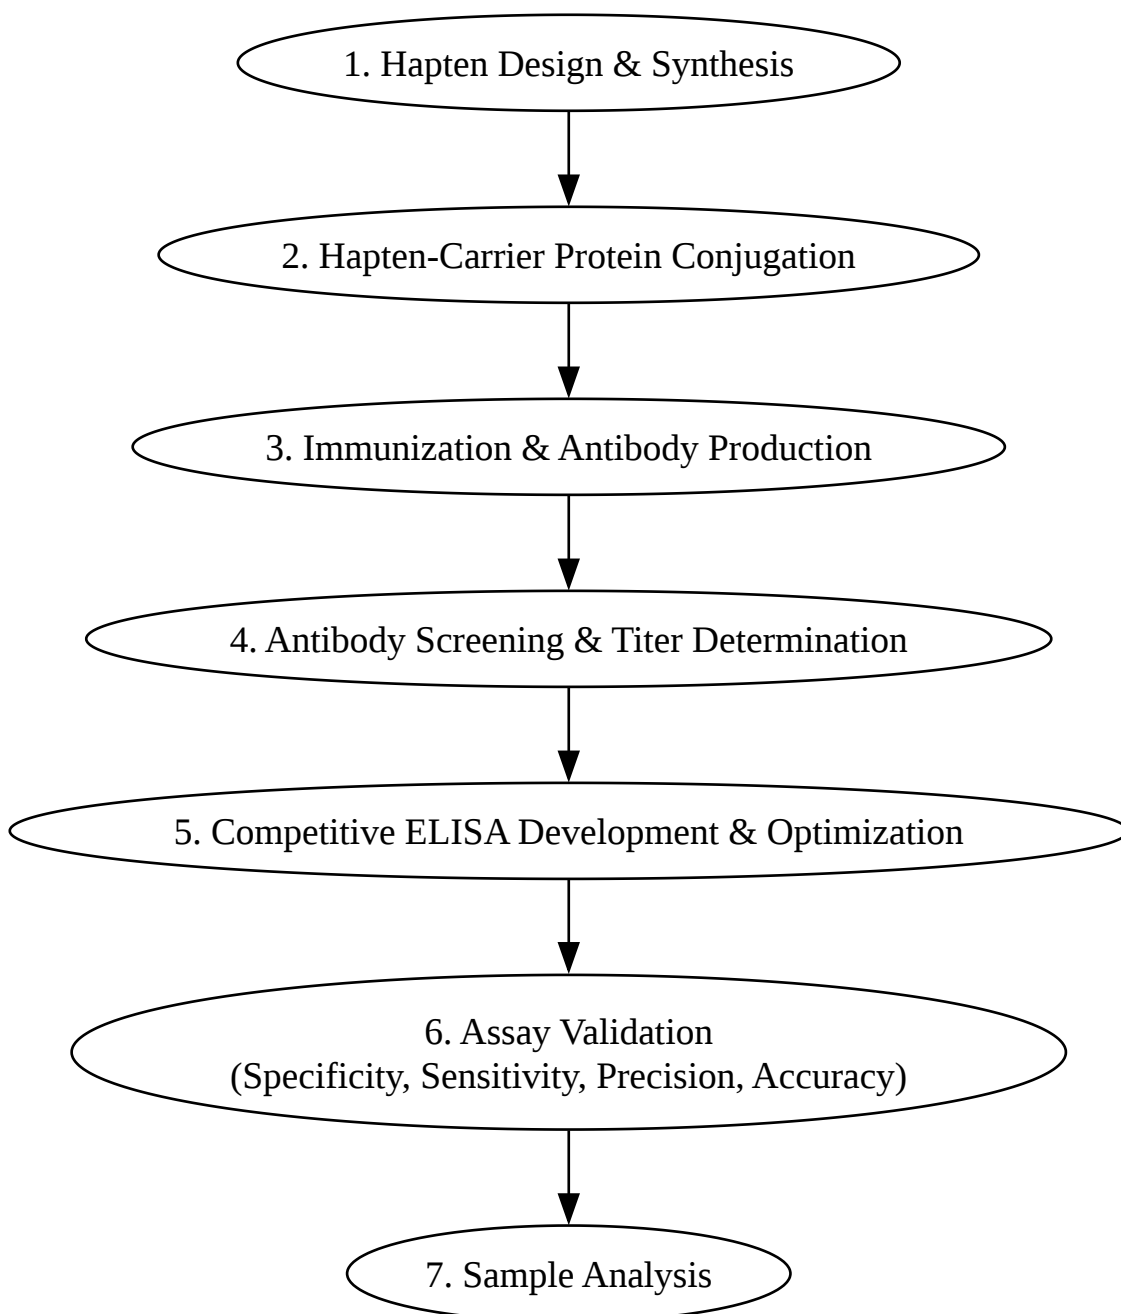 1. Hapten Design & Synthesis
2. Hapten-Carrier Protein Conjugation
3. Immunization & Antibody Production
4. Antibody Screening & Titer Determination
5. Competitive ELISA Development & Optimization
6. Assay Validation
(Specificity, Sensitivity, Precision, Accuracy)
7. Sample Analysis